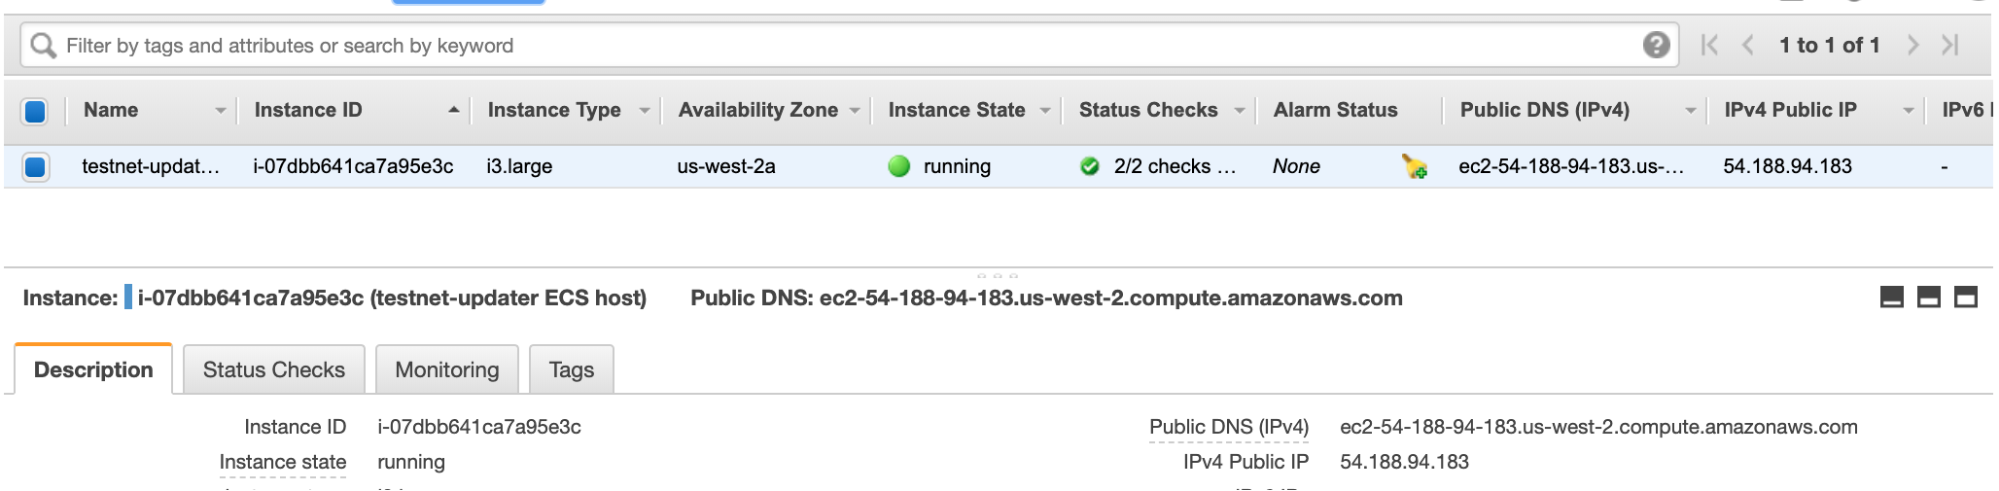 Filter by tags and attributes or search by keyword ? 1 to 1 of 1
Name Instance ID Instance Type Availability Zone Instance State Status Checks Alarm Status Public DNS (IPv4) IPv4 Public IP IPv6
testnet-updat... i-07dbb641ca7a95e3c i3.large us-west-2a running 2/2 checks ... None ec2-54-188-94-183.us-... 54.188.94.183 -
Instance: i-07dbb641ca7a95e3c (testnet-updater ECS host) Public DNS: ec2-54-188-94-183.us-west-2.compute.amazonaws.com
Description Status Checks Monitoring Tags
Instance ID i-07dbb641ca7a95e3c Public DNS (IPv4) ec2-54-188-94-183.us-west-2.compute.amazonaws.com
Instance state running IPv4 Public IP 54.188.94.183